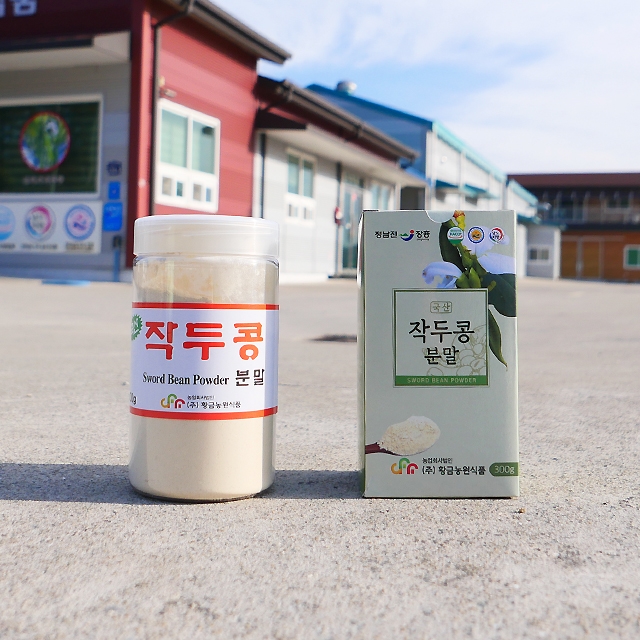 작두콩
Sword Bean Powder 분말
농업회사법인
(주) 황금농원식품
정남진 장흥
국산
작두콩
분말
SWORD BEAN POWDER
농업회사법인
(주) 황금농원식품 300g